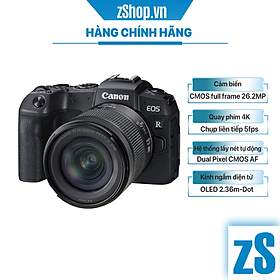 zShop.vn
HÀNG CHÍNH HÃNG
Canon
EOS
R
Cảm biến
CMOS full frame 26.2MP
Quay phim 4K
Chụp liên tiếp 5fps
Hệ thống lấy nét tự động
Dual Pixel CMOS AF
Kính ngắm điện tử
OLED 2.36m-Dot
ZS